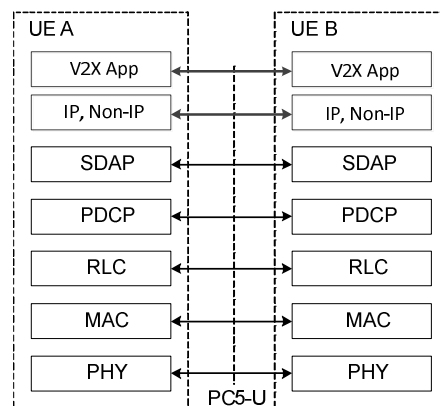 UE A
UE B
V2X App
V2X App
IP, Non-IP
IP, Non-IP
SDAP
SDAP
PDCP
PDCP
RLC
RLC
MAC
MAC
PHY
PHY
PC5-U